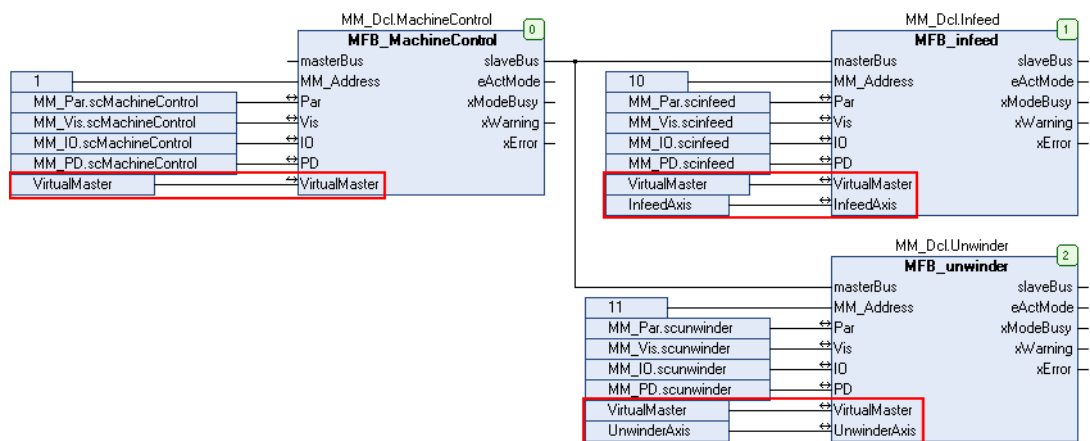 MM_Dcl.MachineControl
0
MFB_MachineControl
masterBus slaveBus
1 MM_Address eActMode
MM_Par.scMachineControl Par xModeBusy
MM_Vis.scMachineControl Vis xWarning
MM_IO.scMachineControl IO xError
MM_PD.scMachineControl PD
VirtualMaster VirtualMaster
MM_Dcl.Infeed
1
MFB_infeed
masterBus slaveBus
10 MM_Address eActMode
MM_Par.scinfeed Par xModeBusy
MM_Vis.scinfeed Vis xWarning
MM_IO.scinfeed IO xError
MM_PD.scinfeed PD
VirtualMaster VirtualMaster
InfeedAxis InfeedAxis
MM_Dcl.Unwinder
2
MFB_unwinder
masterBus slaveBus
11 MM_Address eActMode
MM_Par.scunwinder Par xModeBusy
MM_Vis.scunwinder Vis xWarning
MM_IO.scunwinder IO xError
MM_PD.scunwinder PD
VirtualMaster VirtualMaster
UnwinderAxis UnwinderAxis